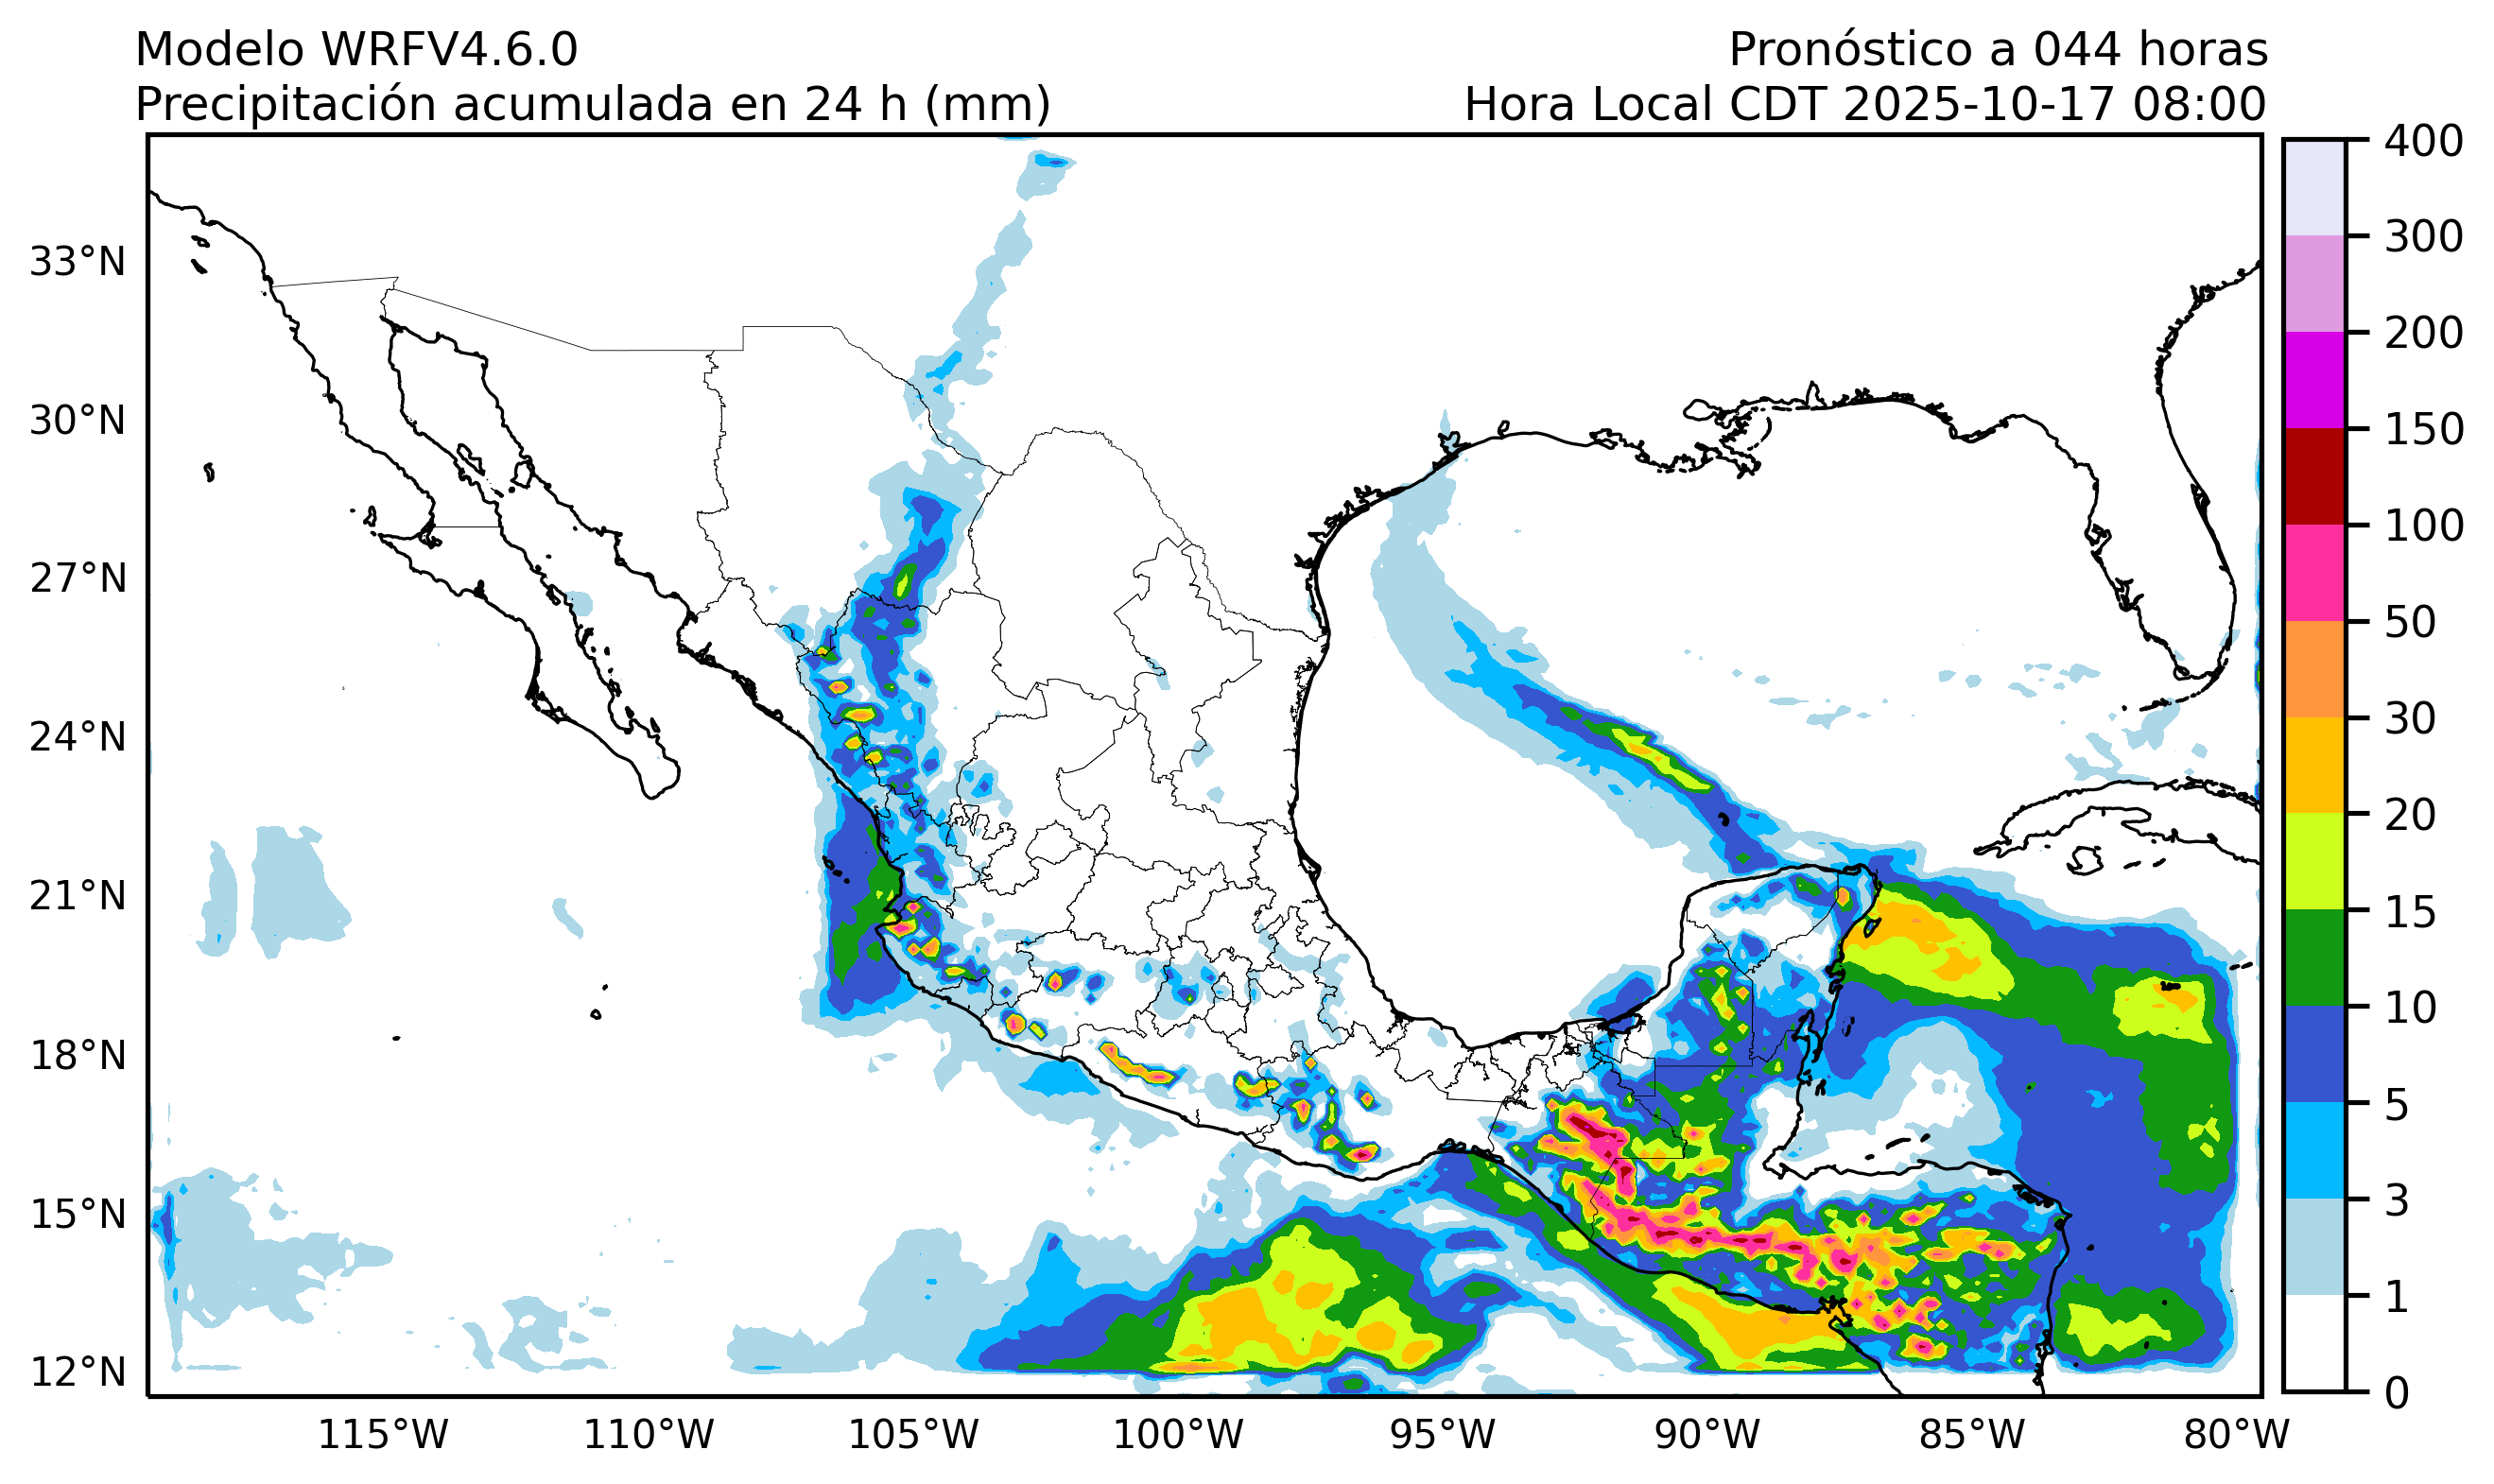 Modelo WRFV4.6.0
Pronóstico a 044 horas
Precipitación acumulada en 24 h (mm)
Hora Local CDT 2025-10-17 08:00
400
300
200
150
100
50
30
20
15
10
5
3
1
0
33°N
30°N
27°N
24°N
21°N
18°N
15°N
12°N
115°W
110°W
105°W
100°W
95°W
90°W
85°W
80°W